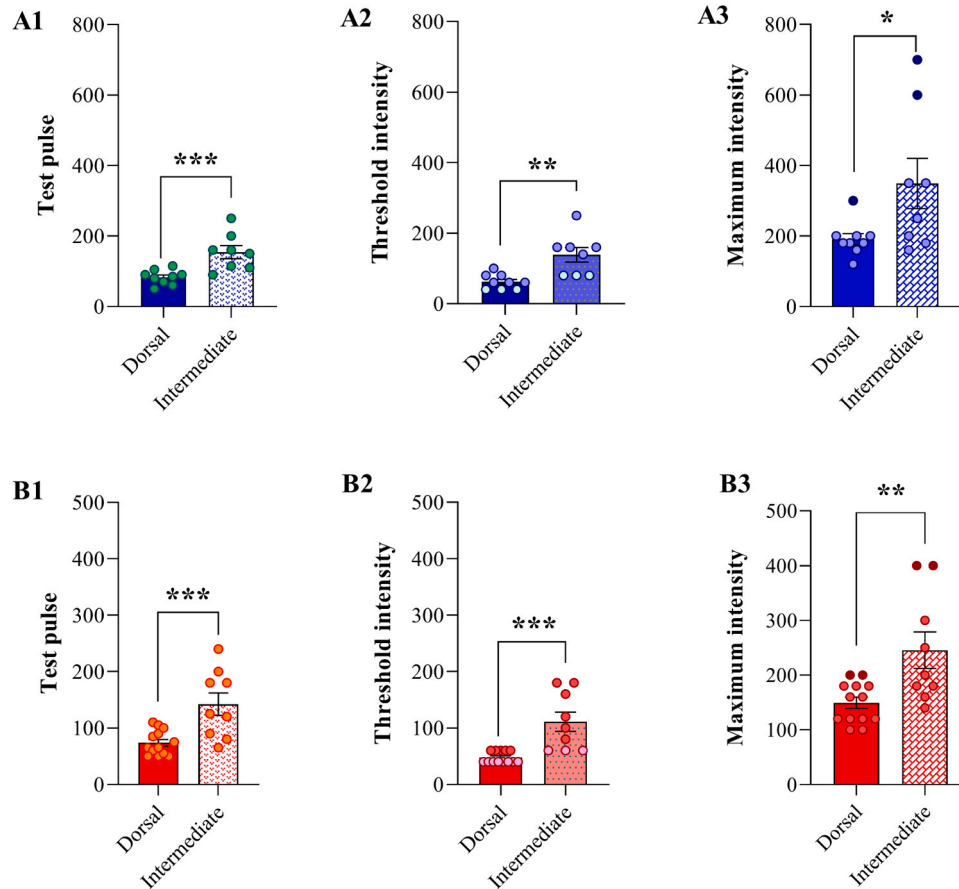 A1
800
600
400
200
0
Test pulse
***
Dorsal
Intermediate
A2
800
600
400
200
0
Threshold intensity
**
Dorsal
Intermediate
A3
800
600
400
200
0
Maximum intensity
*
Dorsal
Intermediate
B1
500
400
300
200
100
0
Test pulse
***
Dorsal
Intermediate
B2
500
400
300
200
100
0
Threshold intensity
***
Dorsal
Intermediate
B3
500
400
300
200
100
0
Maximum intensity
**
Dorsal
Intermediate